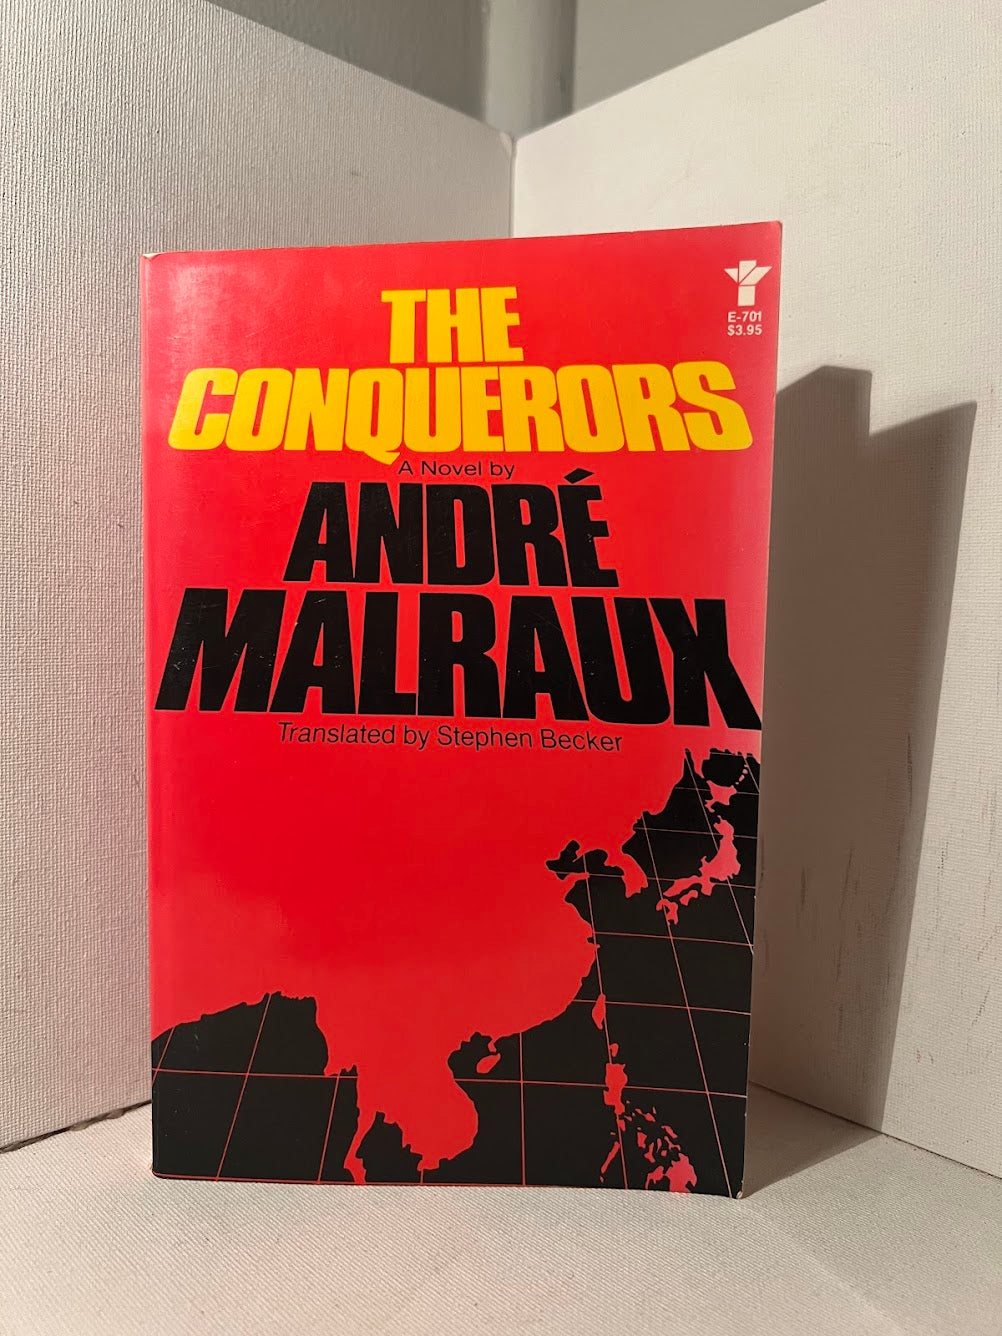 E-701
$3.95
THE
CONQUERORS
A Novel by
ANDRÉ
MALRAUX
Translated by Stephen Becker